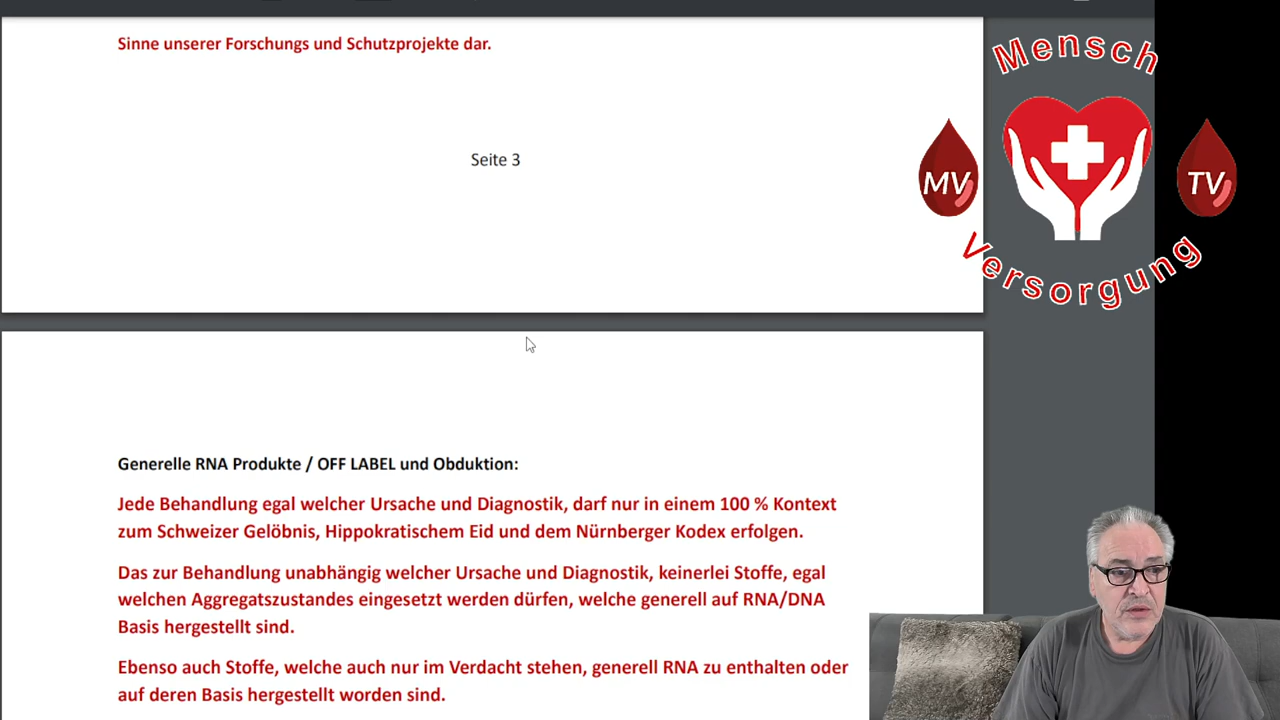 Sinne unserer Forschungs und Schutzprojekte dar.
Seite 3
Mensch
MV
TV
Versorgung
Generelle RNA Produkte / OFF LABEL und Obduktion:
Jede Behandlung egal welcher Ursache und Diagnostik, darf nur in einem 100 % Kontext
zum Schweizer Gelöbnis, Hippokratischem Eid und dem Nürnberger Kodex erfolgen.
Das zur Behandlung unabhängig welcher Ursache und Diagnostik, keinerlei Stoffe, egal
welchen Aggregatszustandes eingesetzt werden dürfen, welche generell auf RNA/DNA
Basis hergestellt sind.
Ebenso auch Stoffe, welche auch nur im Verdacht stehen, generell RNA zu enthalten oder
auf deren Basis hergestellt worden sind.